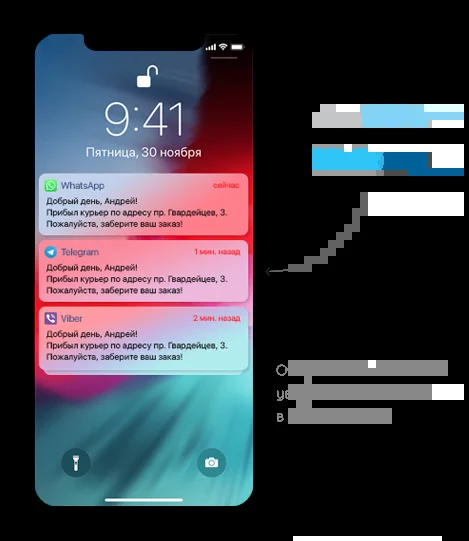 9:41
Пятница, 30 ноября
WhatsApp сейчас
Добрый день, Андрей!
Прибыл курьер по адресу пр. Гвардейцев, 3.
Пожалуйста, заберите ваш заказ!
Telegram 1 мин. назад
Добрый день, Андрей!
Прибыл курьер по адресу пр. Гвардейцев, 3.
Пожалуйста, заберите ваш заказ!
Viber 2 мин. назад
Добрый день, Андрей!
Прибыл курьер по адресу пр. Гвардейцев, 3.
Пожалуйста, заберите ваш заказ!
в